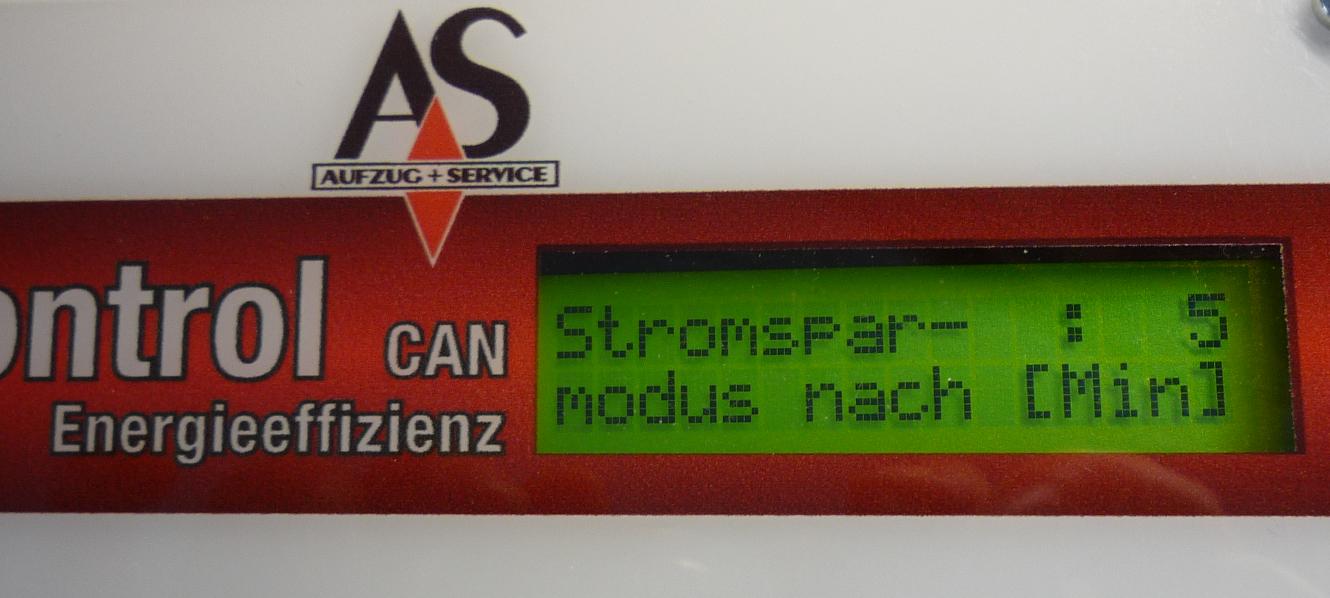 AS
AUFZUG + SERVICE
ontrol CAN
Energieeffizienz
Stromspar- : 5
modus nach [Min]